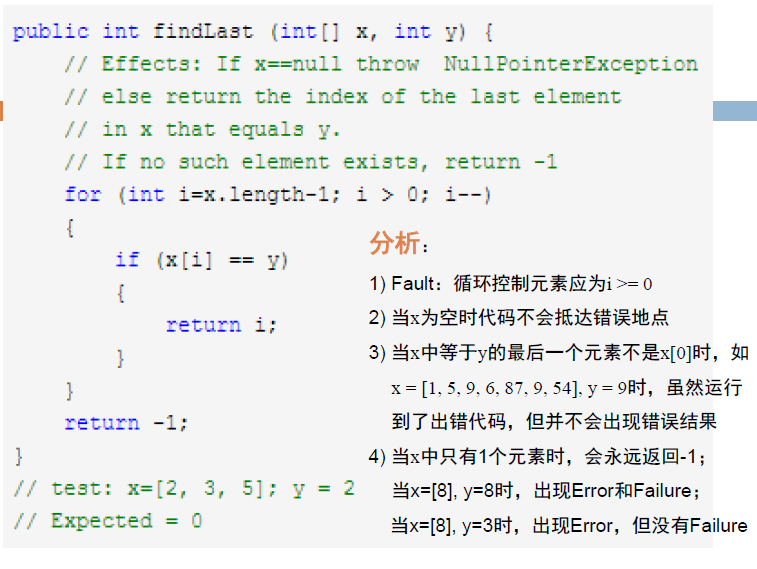 public int findLast (int[] x, int y) {
// Effects: If x==null throw NullPointerException
// else return the index of the last element
// in x that equals y.
// If no such element exists, return -1
for (int i=x.length-1; i > 0; i--)
{
if (x[i] == y)
{
return i;
}
}
return -1;
}
// test: x=[2, 3, 5]; y = 2
// Expected = 0
分析：
1) Fault：循环控制元素应为i >= 0
2) 当x为空时代码不会抵达错误地点
3) 当x中等于y的最后一个元素不是x[0]时，如
x = [1, 5, 9, 6, 87, 9, 54], y = 9时，虽然运行
到了出错代码，但并不会出现错误结果
4) 当x中只有1个元素时，会永远返回-1；
当x=[8], y=8时，出现Error和Failure；
当x=[8], y=3时，出现Error，但没有Failure